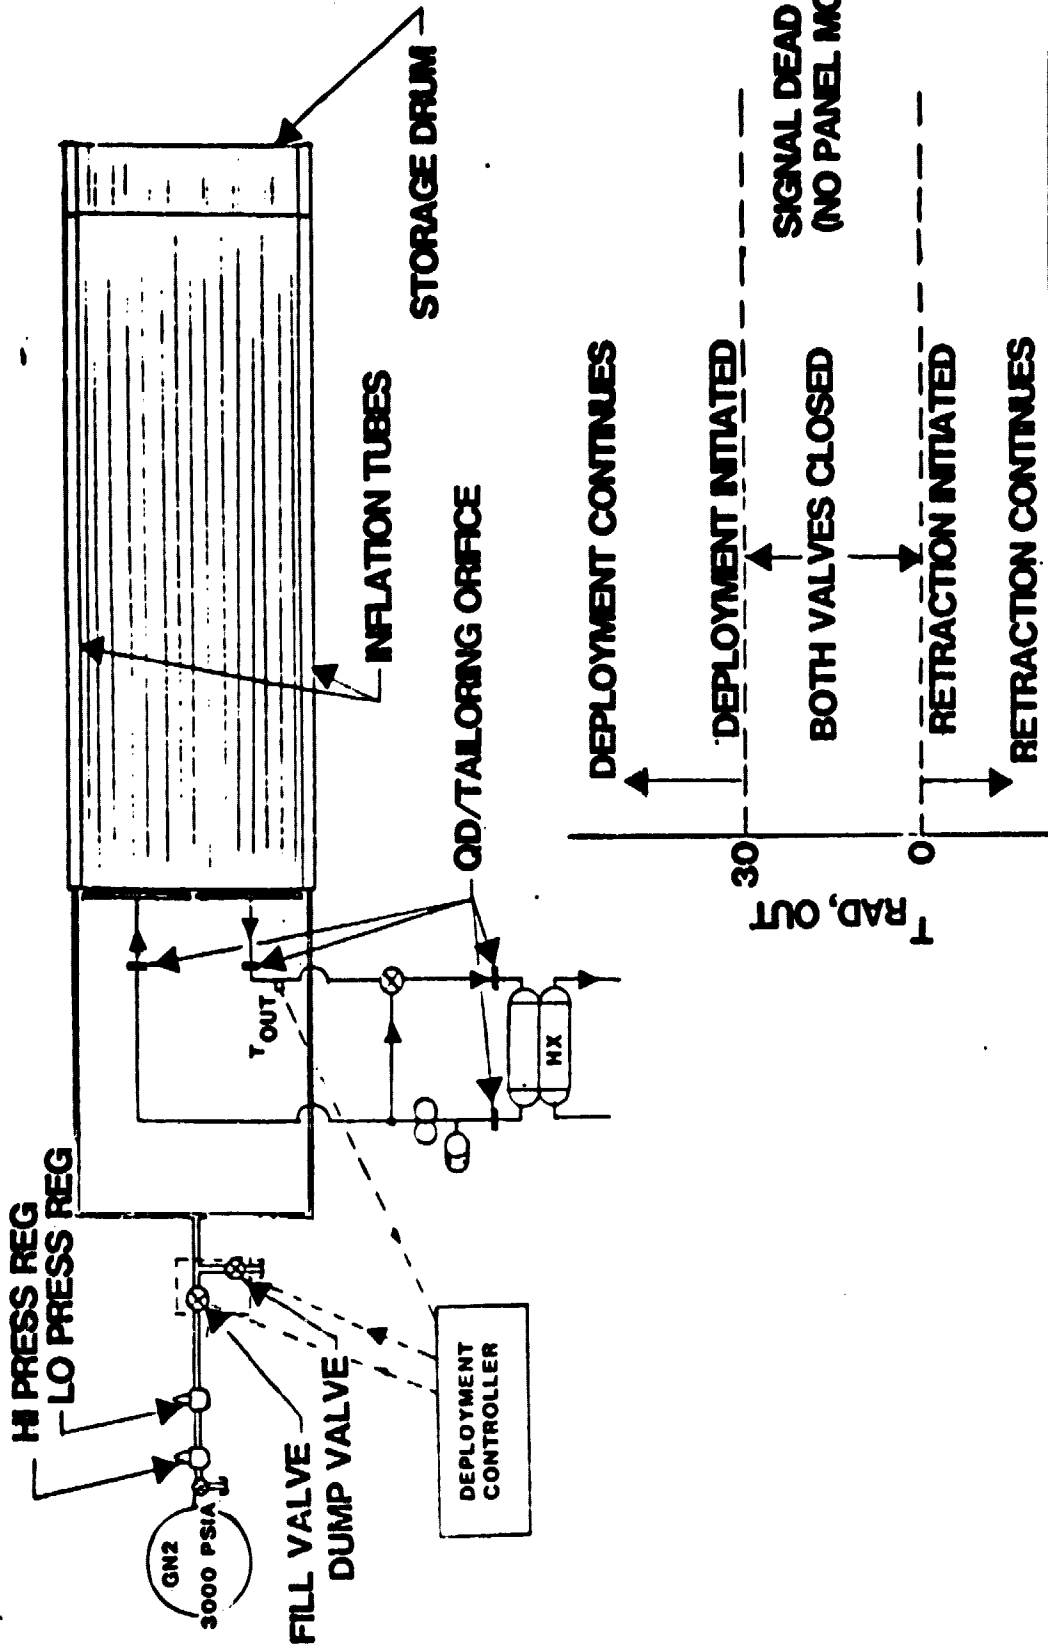 HI PRESS REG
LO PRESS REG
GN2
3000 PSIA
FILL VALVE
DUMP VALVE
DEPLOYMENT
CONTROLLER
TOUT
HX
QD/TAILORING ORIFICE
INFLATION TUBES
STORAGE DRUM
TRAD, OUT
30
0
DEPLOYMENT CONTINUES
DEPLOYMENT INITIATED
BOTH VALVES CLOSED
RETRACTION INITIATED
RETRACTION CONTINUES
SIGNAL DEAD
(NO PANEL